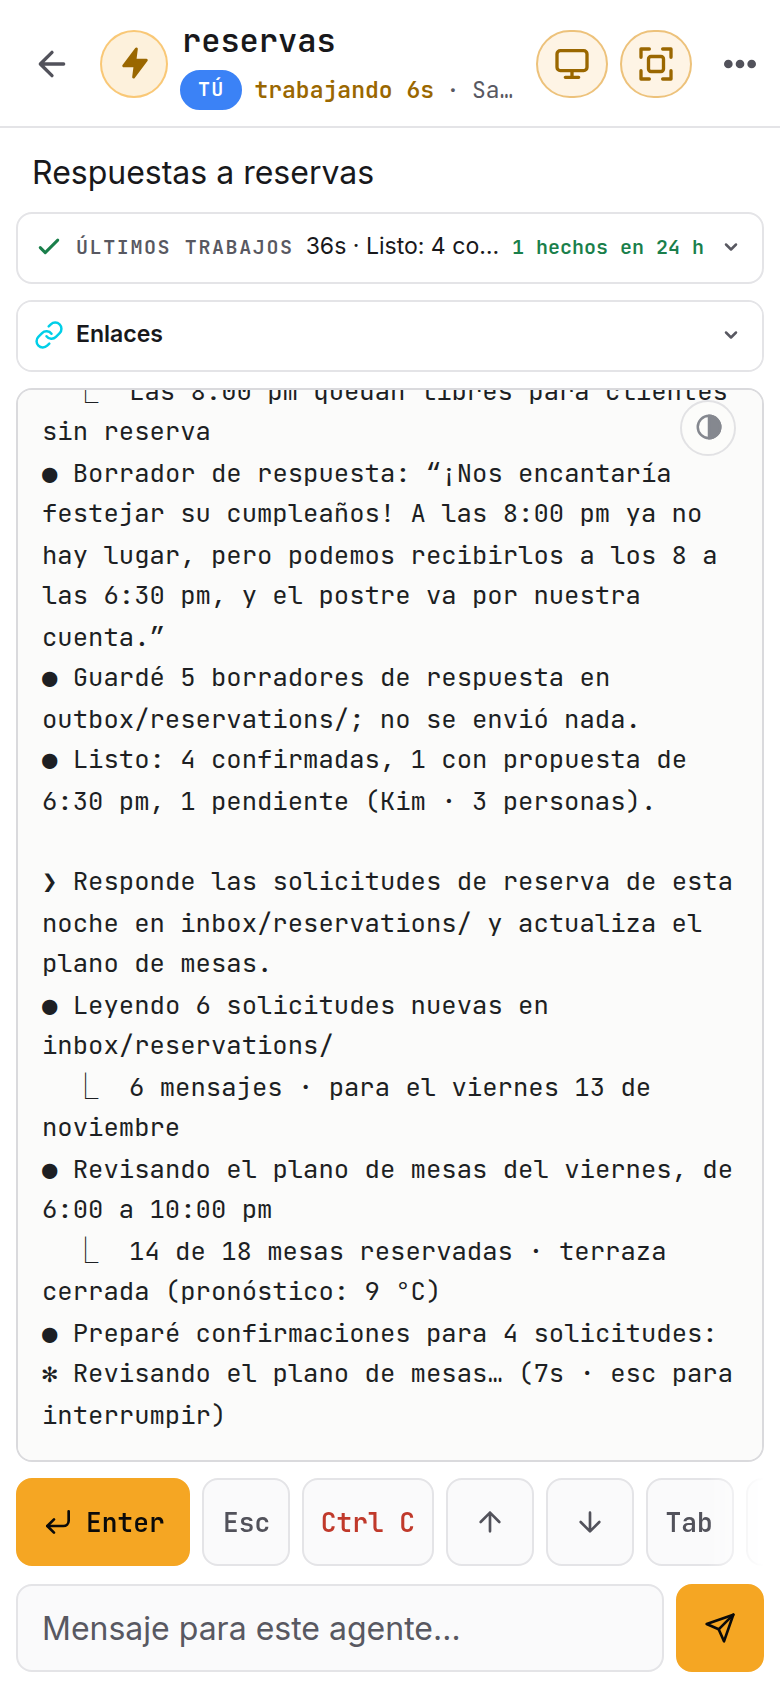 reservas
TÚ trabajando 6s · Sa…
Respuestas a reservas
ÚLTIMOS TRABAJOS 36s · Listo: 4 co… 1 hechos en 24 h
Enlaces
⎿ Las 8:00 pm quedan libres para clientes
sin reserva
● Borrador de respuesta: “¡Nos encantaría
festejar su cumpleaños! A las 8:00 pm ya no
hay lugar, pero podemos recibirlos a los 8 a
las 6:30 pm, y el postre va por nuestra
cuenta.”
● Guardé 5 borradores de respuesta en
outbox/reservations/; no se envió nada.
● Listo: 4 confirmadas, 1 con propuesta de
6:30 pm, 1 pendiente (Kim · 3 personas).
❯ Responde las solicitudes de reserva de esta
noche en inbox/reservations/ y actualiza el
plano de mesas.
● Leyendo 6 solicitudes nuevas en
inbox/reservations/
⎿ 6 mensajes · para el viernes 13 de
noviembre
● Revisando el plano de mesas del viernes, de
6:00 a 10:00 pm
⎿ 14 de 18 mesas reservadas · terraza
cerrada (pronóstico: 9 °C)
● Preparé confirmaciones para 4 solicitudes:
✻ Revisando el plano de mesas… (7s · esc para
interrumpir)
Enter Esc Ctrl C ↑ ↓ Tab
Mensaje para este agente...